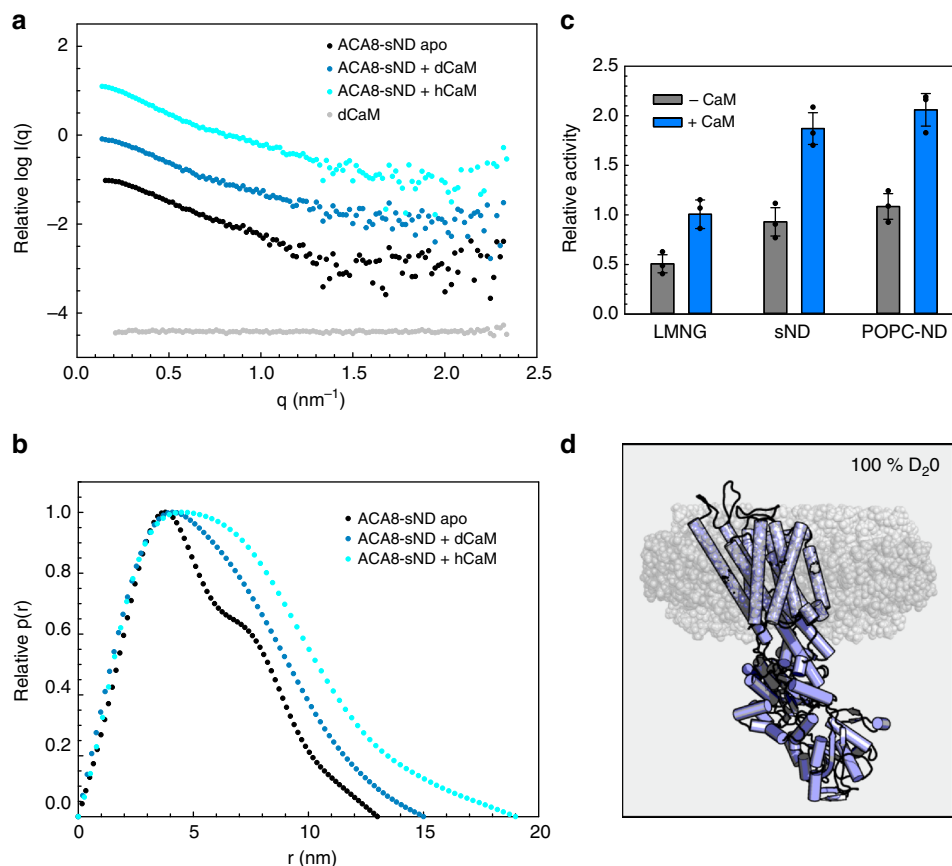 a
2
0
−2
−4
Relative log I(q)
0.0 0.5 1.0 1.5 2.0 2.5
q (nm⁻¹)
ACA8-sND apo
ACA8-sND + dCaM
ACA8-sND + hCaM
dCaM
b
1.0
0.8
0.6
0.4
0.2
0.0
Relative p(r)
0 5 10 15 20
r (nm)
ACA8-sND apo
ACA8-sND + dCaM
ACA8-sND + hCaM
c
2.5
2.0
1.5
1.0
0.5
0.0
Relative activity
− CaM
+ CaM
LMNG sND POPC-ND
d
100 % D₂0